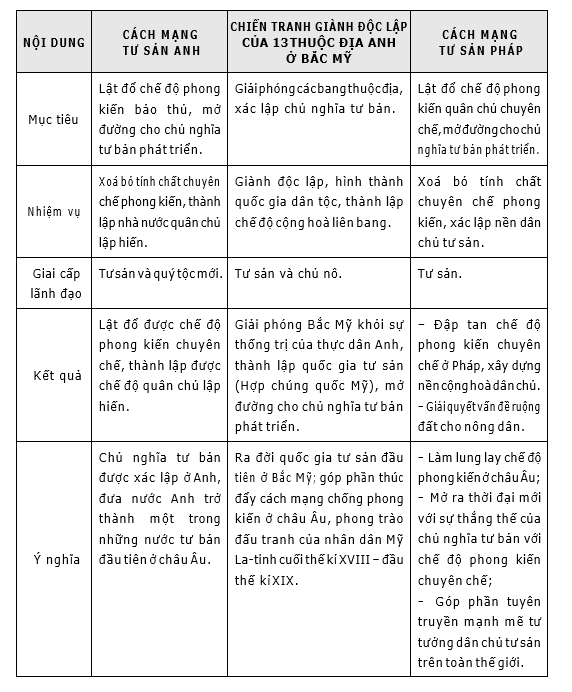 NỘI DUNG
CÁCH MẠNG
TƯ SẢN ANH
CHIẾN TRANH GIÀNH ĐỘC LẬP
CỦA 13 THUỘC ĐỊA ANH
Ở BẮC MỸ
CÁCH MẠNG
TƯ SẢN PHÁP
Mục tiêu
Lật đổ chế độ phong
kiến bảo thủ, mở
đường cho chủ nghĩa
tư bản phát triển.
Giải phóng các bang thuộc địa,
xác lập chủ nghĩa tư bản.
Lật đổ chế độ phong
kiến quân chủ chuyên
chế, mở đường cho chủ
nghĩa tư bản phát triển.
Nhiệm vụ
Xoá bỏ tính chất chuyên
chế phong kiến, thành
lập nhà nước quân chủ
lập hiến.
Giành độc lập, hình thành
quốc gia dân tộc, thành lập
chế độ cộng hoà liên bang.
Xoá bỏ tính chất
chuyên chế phong
kiến, xác lập nền dân
chủ tư sản.
Giai cấp
lãnh đạo
Tư sản và quý tộc mới.
Tư sản và chủ nô.
Tư sản.
Kết quả
Lật đổ được chế độ
phong kiến chuyên
chế, thành lập được
chế độ quân chủ lập
hiến.
Giải phóng Bắc Mỹ khỏi sự
thống trị của thực dân Anh,
thành lập quốc gia tư sản
(Hợp chúng quốc Mỹ), mở
đường cho chủ nghĩa tư bản
phát triển.
– Đập tan chế độ
phong kiến chuyên
chế ở Pháp, xây dựng
nền cộng hoà dân chủ.
– Giải quyết vấn đề ruộng
đất cho nông dân.
Ý nghĩa
Chủ nghĩa tư bản
được xác lập ở Anh,
đưa nước Anh trở
thành một trong
những nước tư bản
đầu tiên ở châu Âu.
Ra đời quốc gia tư sản đầu
tiên ở Bắc Mỹ; góp phần thúc
đẩy cách mạng chống phong
kiến ở châu Âu, phong trào
đấu tranh của nhân dân Mỹ
La-tinh cuối thế kỉ XVIII – đầu
thế kỉ XIX.
– Làm lung lay chế độ
phong kiến ở châu Âu;
– Mở ra thời đại mới
với sự thắng thế của
chủ nghĩa tư bản với
chế độ phong kiến
chuyên chế;
– Góp phần tuyên
truyền mạnh mẽ tư
tưởng dân chủ tư sản
trên toàn thế giới.